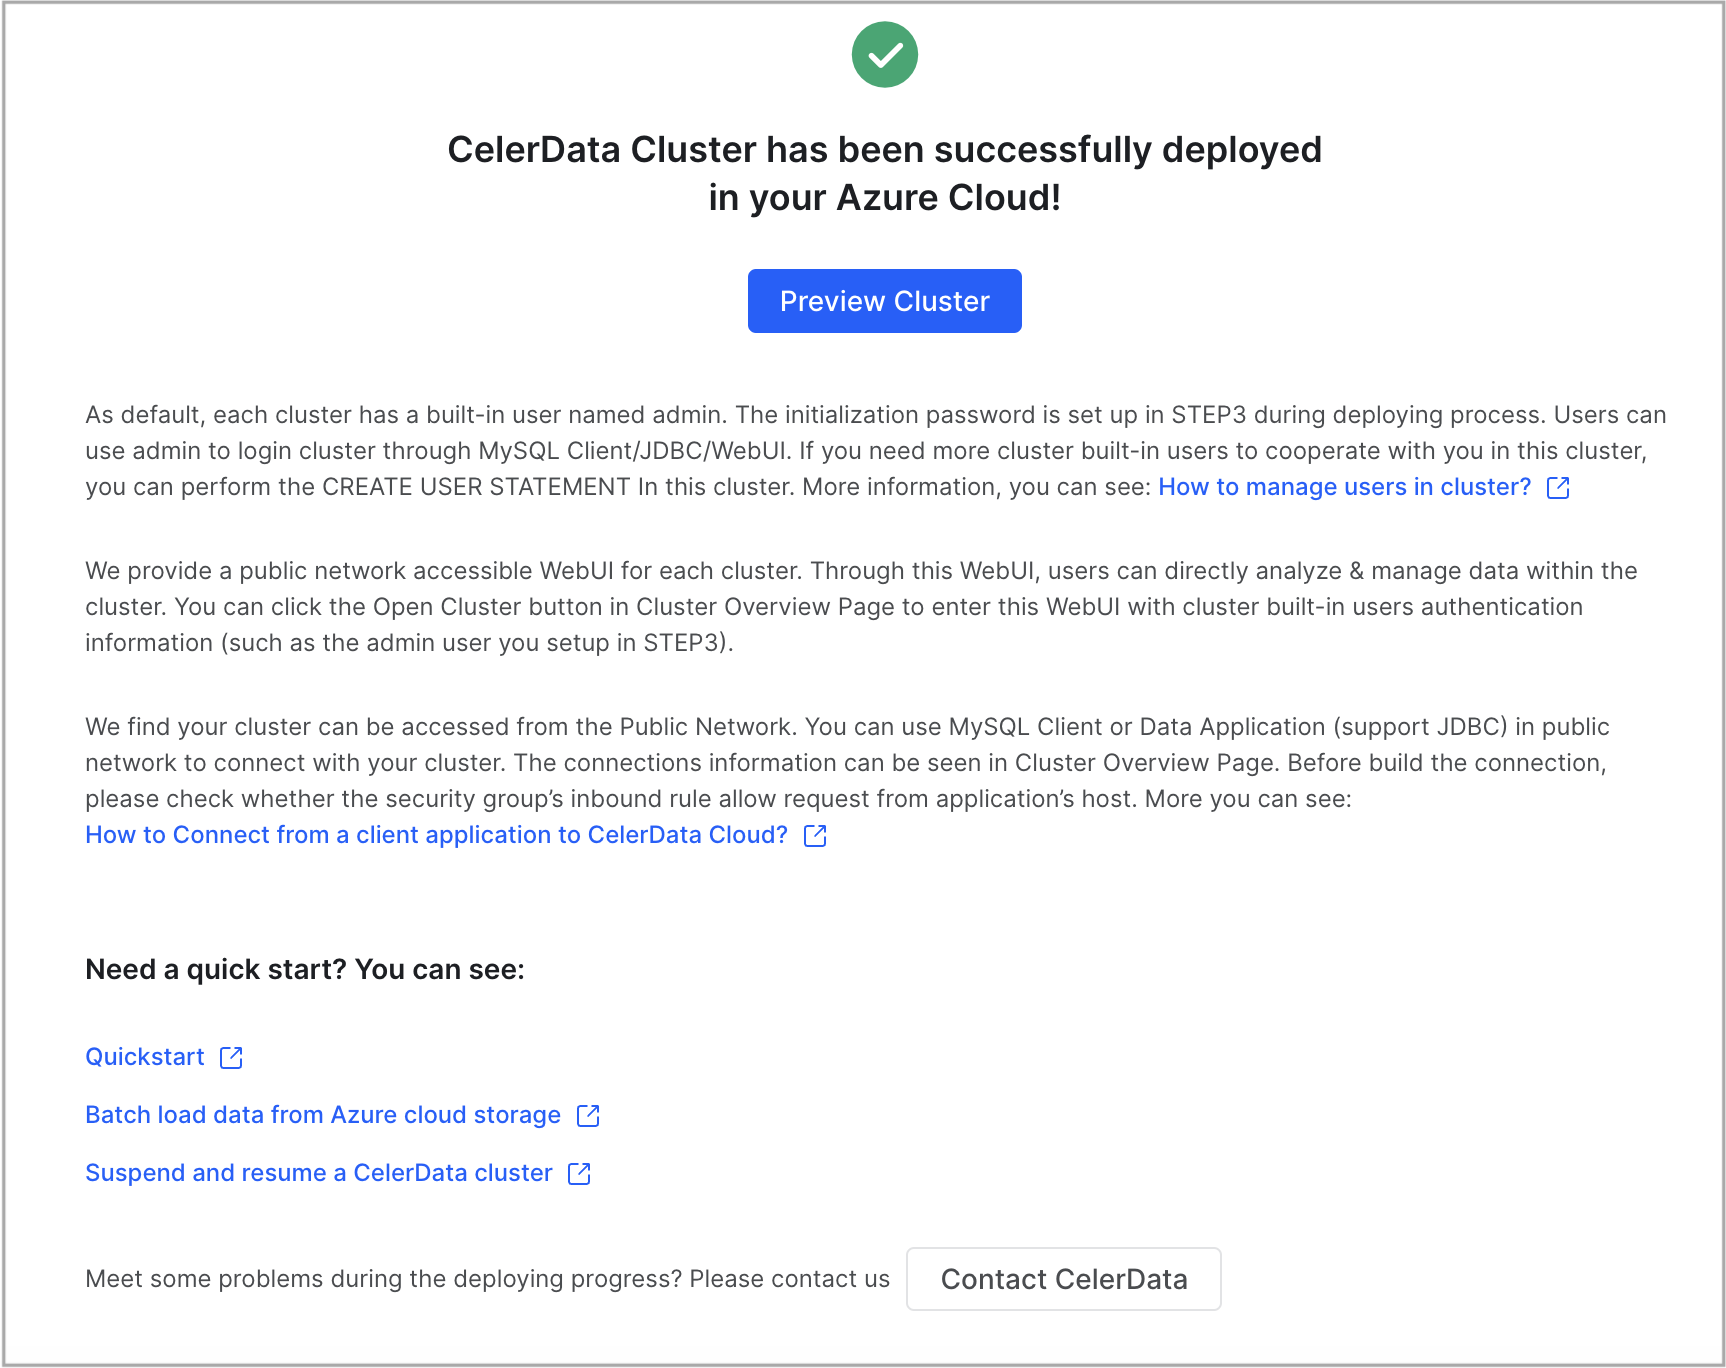 CelerData Cluster has been successfully deployed
in your Azure Cloud!
Preview Cluster
As default, each cluster has a built-in user named admin. The initialization password is set up in STEP3 during deploying process. Users can
use admin to login cluster through MySQL Client/JDBC/WebUI. If you need more cluster built-in users to cooperate with you in this cluster,
you can perform the CREATE USER STATEMENT In this cluster. More information, you can see: How to manage users in cluster?
We provide a public network accessible WebUI for each cluster. Through this WebUI, users can directly analyze & manage data within the
cluster. You can click the Open Cluster button in Cluster Overview Page to enter this WebUI with cluster built-in users authentication
information (such as the admin user you setup in STEP3).
We find your cluster can be accessed from the Public Network. You can use MySQL Client or Data Application (support JDBC) in public
network to connect with your cluster. The connections information can be seen in Cluster Overview Page. Before build the connection,
please check whether the security group’s inbound rule allow request from application’s host. More you can see:
How to Connect from a client application to CelerData Cloud?
Need a quick start? You can see:
Quickstart
Batch load data from Azure cloud storage
Suspend and resume a CelerData cluster
Meet some problems during the deploying progress? Please contact us Contact CelerData